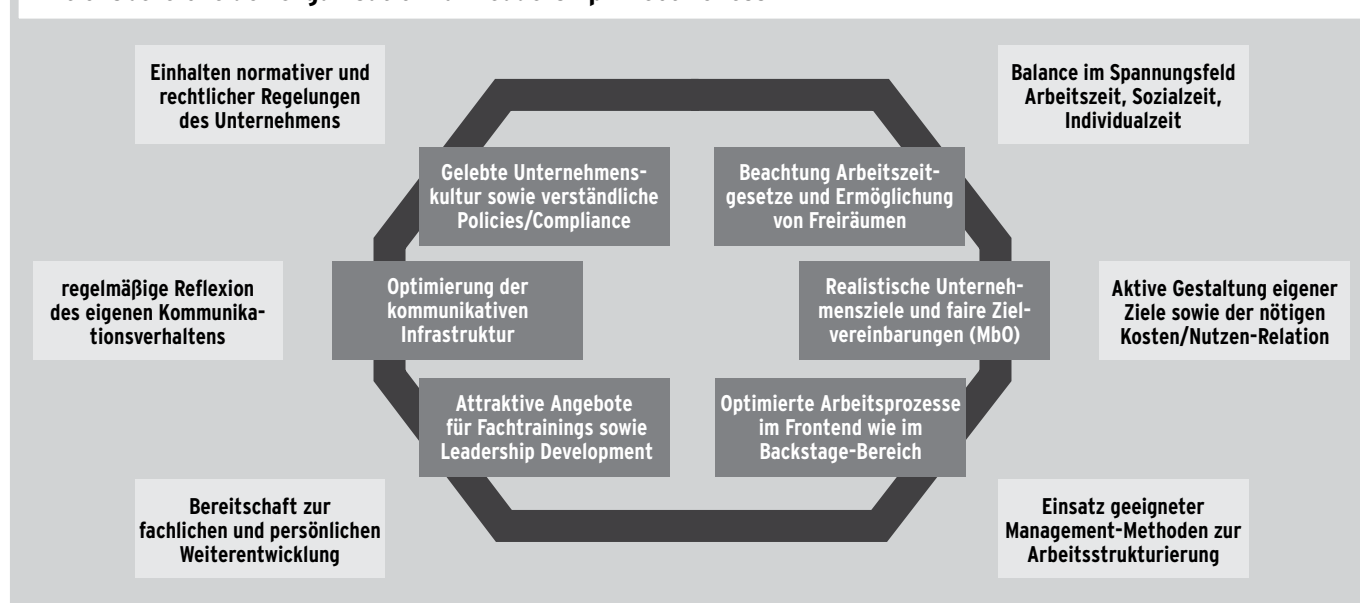 Einhalten normativer und
rechtlicher Regelungen
des Unternehmens
Balance im Spannungsfeld
Arbeitszeit, Sozialzeit,
Individualzeit
Gelebte Unternehmens-
kultur sowie verständliche
Policies/Compliance
Beachtung Arbeitszeit-
gesetze und Ermöglichung
von Freiräumen
regelmäßige Reflexion
des eigenen Kommunika-
tionsverhaltens
Optimierung der
kommunikativen
Infrastruktur
Realistische Unterneh-
mensziele und faire Ziel-
vereinbarungen (MbO)
Aktive Gestaltung eigener
Ziele sowie der nötigen
Kosten/Nutzen-Relation
Attraktive Angebote
für Fachtrainings sowie
Leadership Development
Optimierte Arbeitsprozesse
im Frontend wie im
Backstage-Bereich
Bereitschaft zur
fachlichen und persönlichen
Weiterentwicklung
Einsatz geeigneter
Management-Methoden zur
Arbeitsstrukturierung